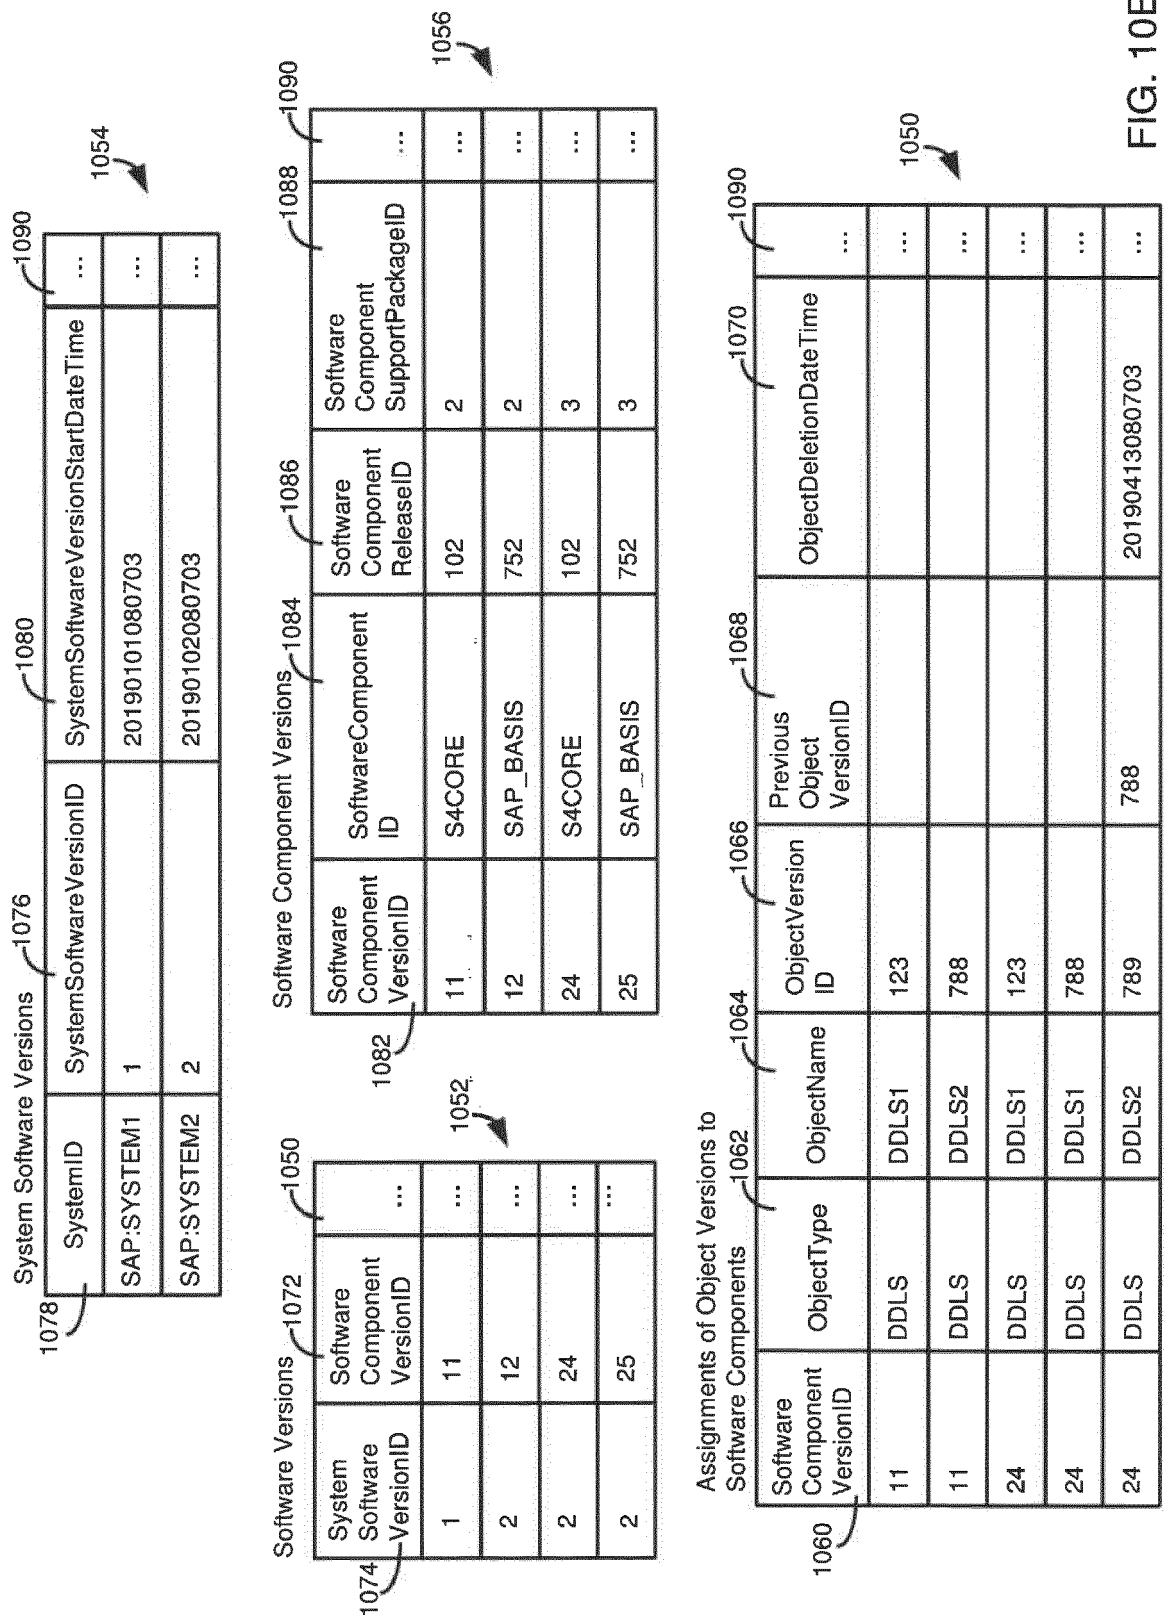 System Software Versions
1078
1076
1080
1090
1054
SystemID SystemSoftwareVersionID SystemSoftwareVersionStartDateTime ...
SAP:SYSTEM1 1 20190101080703 ...
SAP:SYSTEM2 2 20190102080703 ...
Software Versions
1074
1072
1050
1052
System
Software
VersionID
Software
Component
VersionID
...
1 11 ...
2 12 ...
2 24 ...
2 25 ...
Software Component Versions
1082
1084
1086
1088
1090
1056
Software
Component
VersionID
SoftwareComponent
ID
Software
Component
ReleaseID
Software
Component
SupportPackageID
...
11 S4CORE 102 2 ...
12 SAP_BASIS 752 2 ...
24 S4CORE 102 3 ...
25 SAP_BASIS 752 3 ...
Assignments of Object Versions to
Software Components
1060
1062
1064
1066
1068
1070
1090
1050
Software
Component
VersionID
ObjectType
ObjectName
ObjectVersion
ID
Previous
Object
VersionID
ObjectDeletionDateTime
...
11 DDLS DDLS1 123 ...
11 DDLS DDLS2 788 ...
24 DDLS DDLS1 123 ...
24 DDLS DDLS1 788 ...
24 DDLS DDLS2 789 788 20190413080703 ...
FIG. 10B